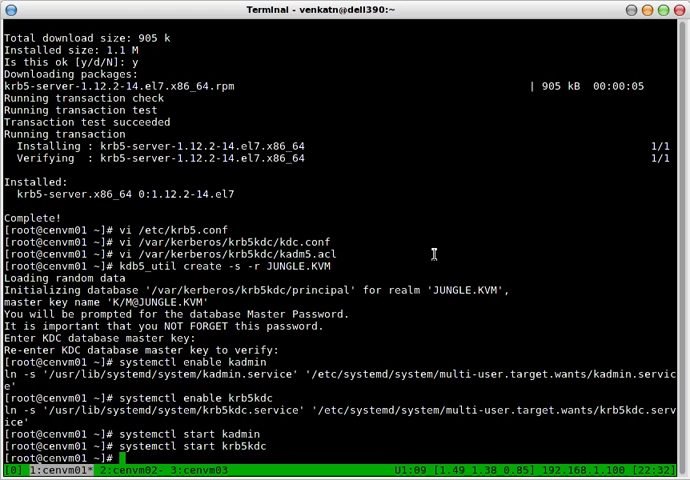 Terminal - venkatn@dell390:~
Total download size: 905 k
Installed size: 1.1 M
Is this ok [y/d/N]: y
Downloading packages:
krb5-server-1.12.2-14.el7.x86_64.rpm | 905 kB 00:00:05
Running transaction check
Running transaction test
Transaction test succeeded
Running transaction
Installing : krb5-server-1.12.2-14.el7.x86_64 1/1
Verifying : krb5-server-1.12.2-14.el7.x86_64 1/1
Installed:
krb5-server.x86_64 0:1.12.2-14.el7
Complete!
[root@cenvm01 ~]# vi /etc/krb5.conf
[root@cenvm01 ~]# vi /var/kerberos/krb5kdc/kdc.conf
[root@cenvm01 ~]# vi /var/kerberos/krb5kdc/kadm5.acl
[root@cenvm01 ~]# kdb5_util create -s -r JUNGLE.KVM
Loading random data
Initializing database '/var/kerberos/krb5kdc/principal' for realm 'JUNGLE.KVM',
master key name 'K/M@JUNGLE.KVM'
You will be prompted for the database Master Password.
It is important that you NOT FORGET this password.
Enter KDC database master key:
Re-enter KDC database master key to verify:
[root@cenvm01 ~]# systemctl enable kadmin
ln -s '/usr/lib/systemd/system/kadmin.service' '/etc/systemd/system/multi-user.target.wants/kadmin.servic
e'
[root@cenvm01 ~]# systemctl enable krb5kdc
ln -s '/usr/lib/systemd/system/krb5kdc.service' '/etc/systemd/system/multi-user.target.wants/krb5kdc.serv
ice'
[root@cenvm01 ~]# systemctl start kadmin
[root@cenvm01 ~]# systemctl start krb5kdc
[root@cenvm01 ~]#
[0] 1:cenvm01* 2:cenvm02- 3:cenvm03 U1:09 [1.49 1.38 0.85] 192.168.1.100 [22:32]